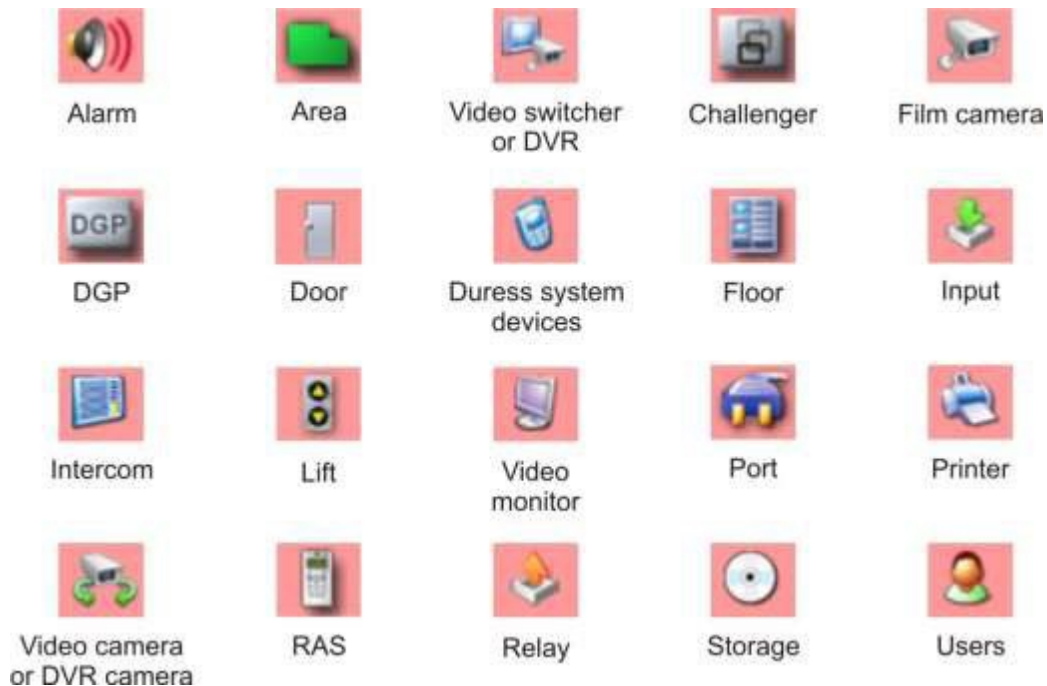 Alarm
Area
Video switcher
or DVR
Challenger
Film camera
DGP
DGP
Door
Duress system
devices
Floor
Input
Intercom
Lift
Video
monitor
Port
Printer
Video camera
or DVR camera
RAS
Relay
Storage
Users